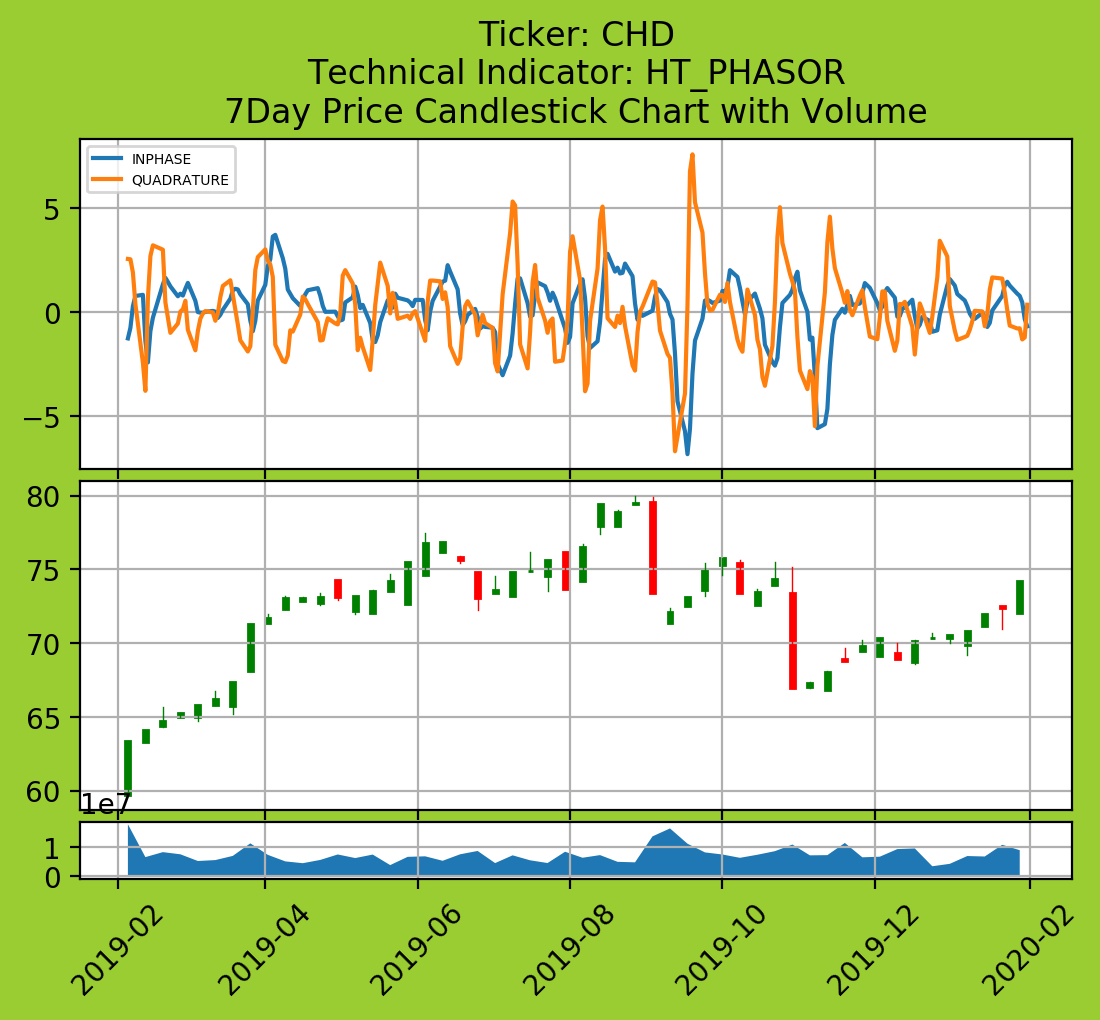 Ticker: CHD
Technical Indicator: HT_PHASOR
7Day Price Candlestick Chart with Volume
INPHASE
QUADRATURE
5
0
−5
80
75
70
65
60
1e7
1
0
2019-02
2019-04
2019-06
2019-08
2019-10
2019-12
2020-02